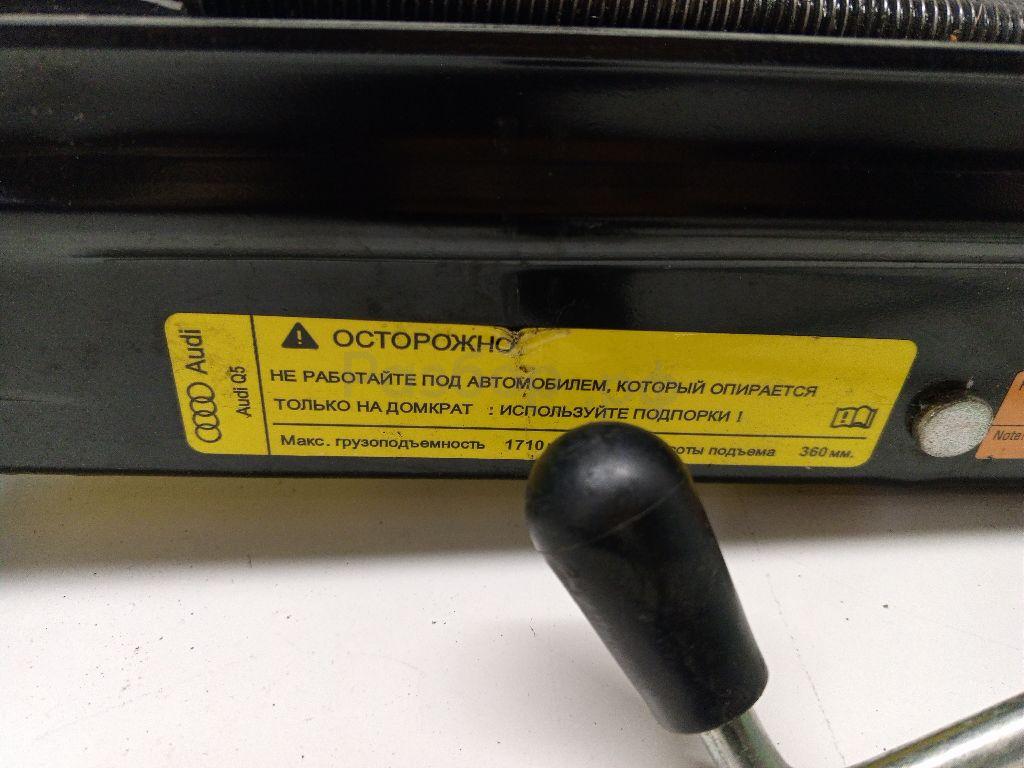 Audi
Audi Q5
ОСТОРОЖНО
НЕ РАБОТАЙТЕ ПОД АВТОМОБИЛЕМ, КОТОРЫЙ ОПИРАЕТСЯ
ТОЛЬКО НА ДОМКРАТ : ИСПОЛЬЗУЙТЕ ПОДПОРКИ !
Макс. грузоподъемность 1710 подъема 360 мм.
Note